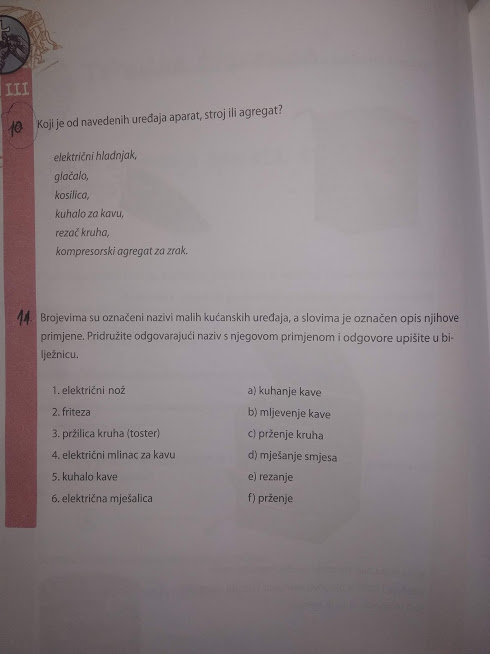 III
10. Koji je od navedenih uređaja aparat, stroj ili agregat?
električni hladnjak,
glačalo,
kosilica,
kuhalo za kavu,
rezač kruha,
kompresorski agregat za zrak.
11. Brojevima su označeni nazivi malih kućanskih uređaja, a slovima je označen opis njihove
primjene. Pridružite odgovarajući naziv s njegovom primjenom i odgovore upišite u bi-
lježnicu.
1. električni nož a) kuhanje kave
2. friteza b) mljevenje kave
3. pržilica kruha (toster) c) prženje kruha
4. električni mlinac za kavu d) mješanje smjesa
5. kuhalo kave e) rezanje
6. električna mješalica f) prženje